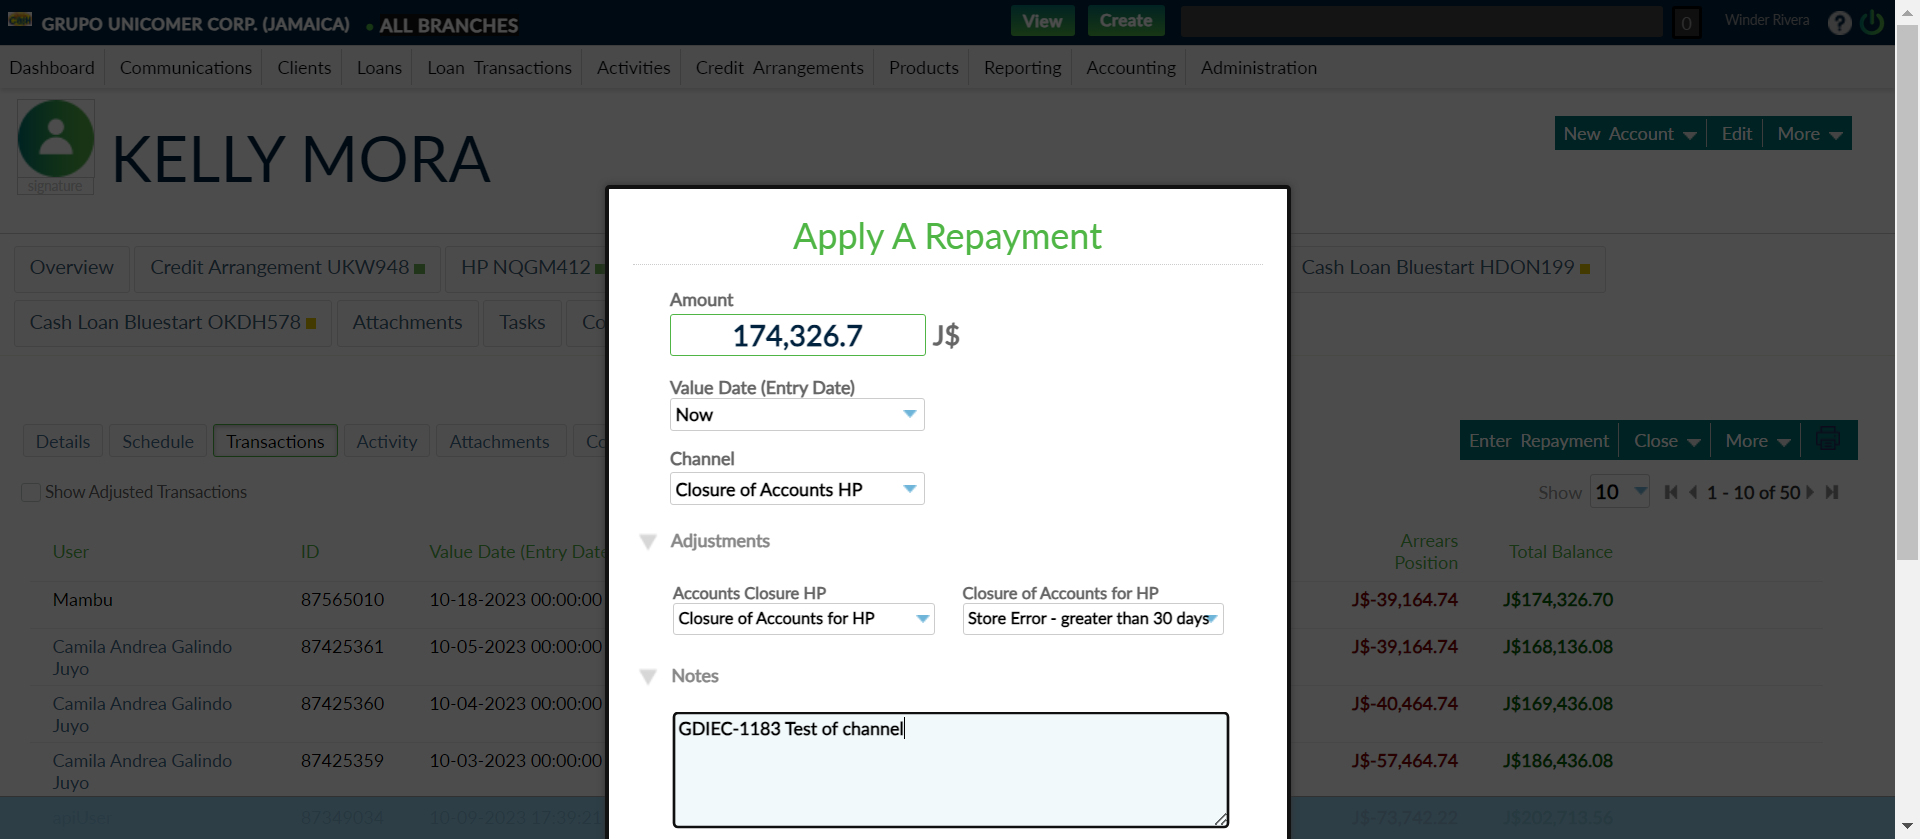 GRUPO UNICOMER CORP. (JAMAICA) • ALL BRANCHES View Create 0 Winder Rivera ?
Dashboard Communications Clients Loans Loan Transactions Activities Credit Arrangements Products Reporting Accounting Administration
signature
KELLY MORA
New Account Edit More
Overview Credit Arrangement UKW948 HP NQGM412 Cash Loan Bluestart HDON199
Cash Loan Bluestart OKDH578 Attachments Tasks Co
Details Schedule Transactions Activity Attachments Co
Enter Repayment Close More
Show Adjusted Transactions
Show 10 1 - 10 of 50
User ID Value Date (Entry Date Arrears Position Total Balance
Mambu 87565010 10-18-2023 00:00:00 J$-39,164.74 J$174,326.70
Camila Andrea Galindo Juyo 87425361 10-05-2023 00:00:00 J$-39,164.74 J$168,136.08
Camila Andrea Galindo Juyo 87425360 10-04-2023 00:00:00 J$-40,464.74 J$169,436.08
Camila Andrea Galindo Juyo 87425359 10-03-2023 00:00:00 J$-57,464.74 J$186,436.08
87349034 10-09-2023 17:39:21 J$-73,742.22 J$202,713.56
Apply A Repayment
Amount
174,326.7 J$
Value Date (Entry Date)
Now
Channel
Closure of Accounts HP
Adjustments
Accounts Closure HP Closure of Accounts for HP
Closure of Accounts for HP Store Error - greater than 30 days
Notes
GDIEC-1183 Test of channel